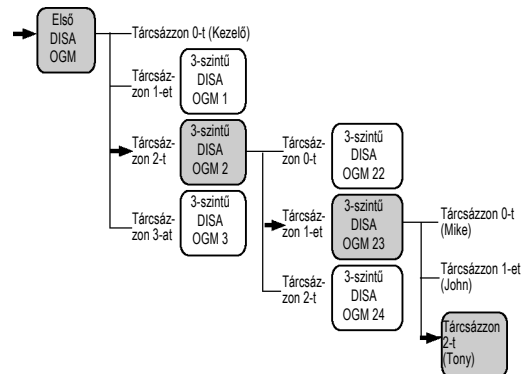 Első
DISA
OGM
Tárcsázzon 0-t (Kezelő)
Tárcsáz-
zon 1-et
3-szintű
DISA
OGM 1
Tárcsáz-
zon 2-t
3-szintű
DISA
OGM 2
Tárcsáz-
zon 3-at
3-szintű
DISA
OGM 3
Tárcsáz-
zon 0-t
3-szintű
DISA
OGM 22
Tárcsáz-
zon 1-et
3-szintű
DISA
OGM 23
Tárcsáz-
zon 2-t
3-szintű
DISA
OGM 24
Tárcsázzon 0-t
(Mike)
Tárcsázzon 1-et
(John)
Tárcsázzon
2-t
(Tony)